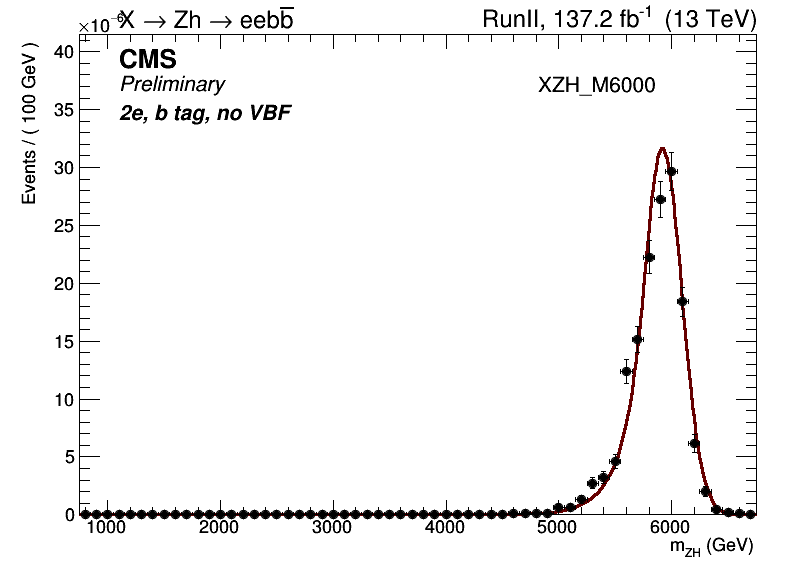 ×10⁻⁶ X → Zh → eebb̅ RunII, 137.2 fb⁻¹ (13 TeV)
CMS
Preliminary
2e, b tag, no VBF
XZH_M6000
Events / ( 100 GeV )
40
35
30
25
20
15
10
5
0
1000 2000 3000 4000 5000 6000
m_ZH (GeV)